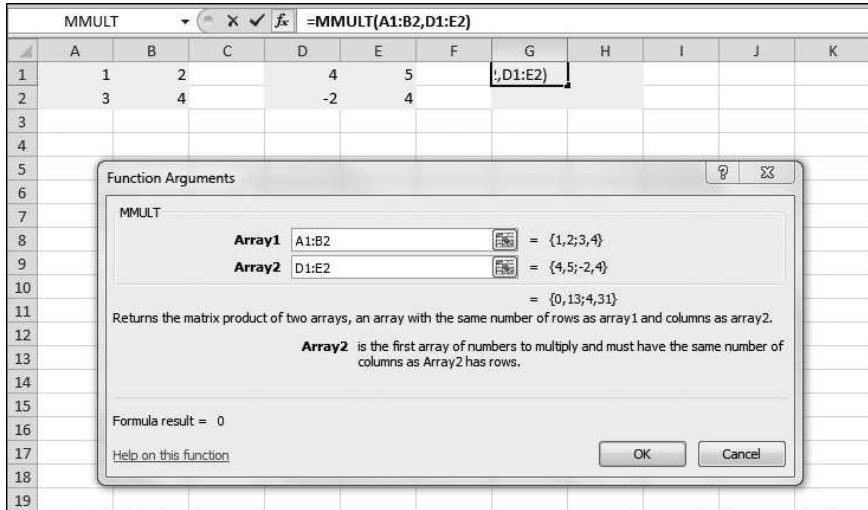 MMULT fx =MMULT(A1:B2,D1:E2)
A B C D E F G H I J K
1 1 2 4 5 ',D1:E2)
2 3 4 -2 4
3
4
5
6
7
8
9
10
11
12
13
14
15
16
17
18
19
Function Arguments ?
MMULT
Array1 A1:B2 = {1,2;3,4}
Array2 D1:E2 = {4,5;-2,4}
= {0,13;4,31}
Returns the matrix product of two arrays, an array with the same number of rows as array1 and columns as array2.
Array2 is the first array of numbers to multiply and must have the same number of
columns as Array2 has rows.
Formula result = 0
Help on this function OK Cancel